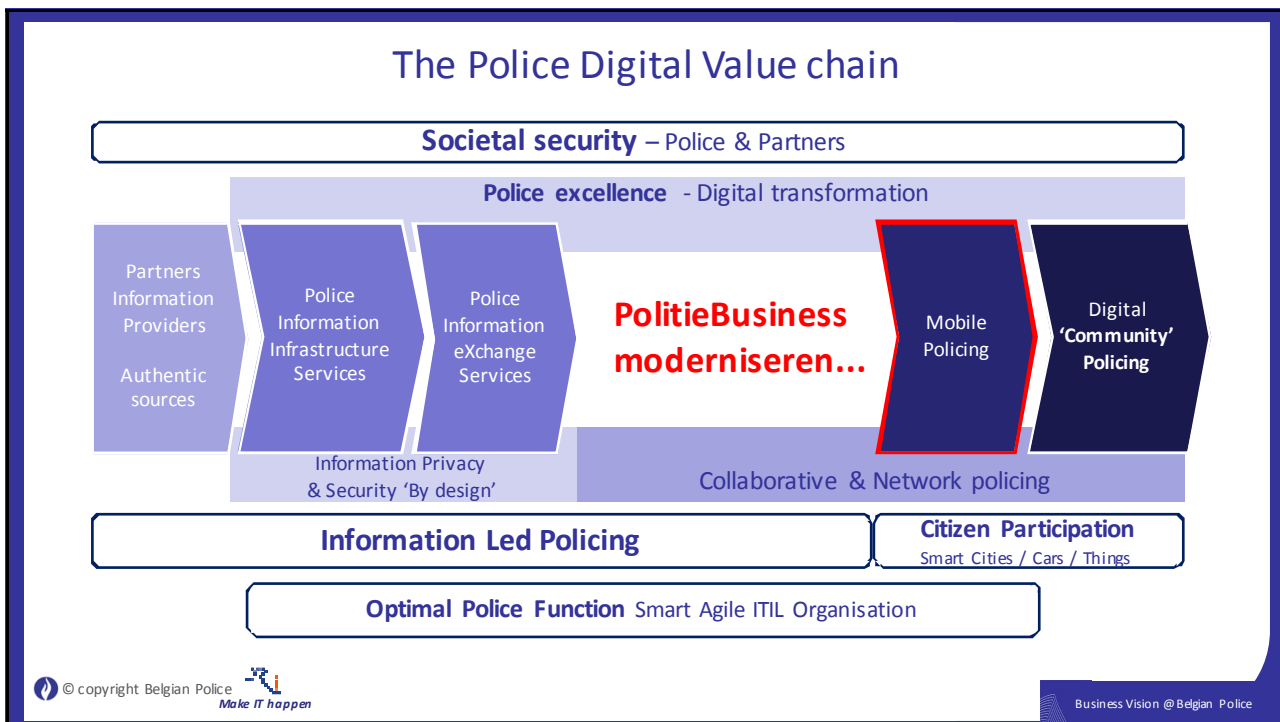 The Police Digital Value chain
Societal security – Police & Partners
Police excellence - Digital transformation
Partners
Information
Providers
Authentic
sources
Police
Information
Infrastructure
Services
Police
Information
eXchange
Services
PolitieBusiness
moderniseren...
Mobile
Policing
Digital
‘Community’
Policing
Information Privacy
& Security ‘By design’
Collaborative & Network policing
Information Led Policing
Citizen Participation
Smart Cities / Cars / Things
Optimal Police Function Smart Agile ITIL Organisation
© copyright Belgian Police
Make IT happen
Business Vision @ Belgian Police